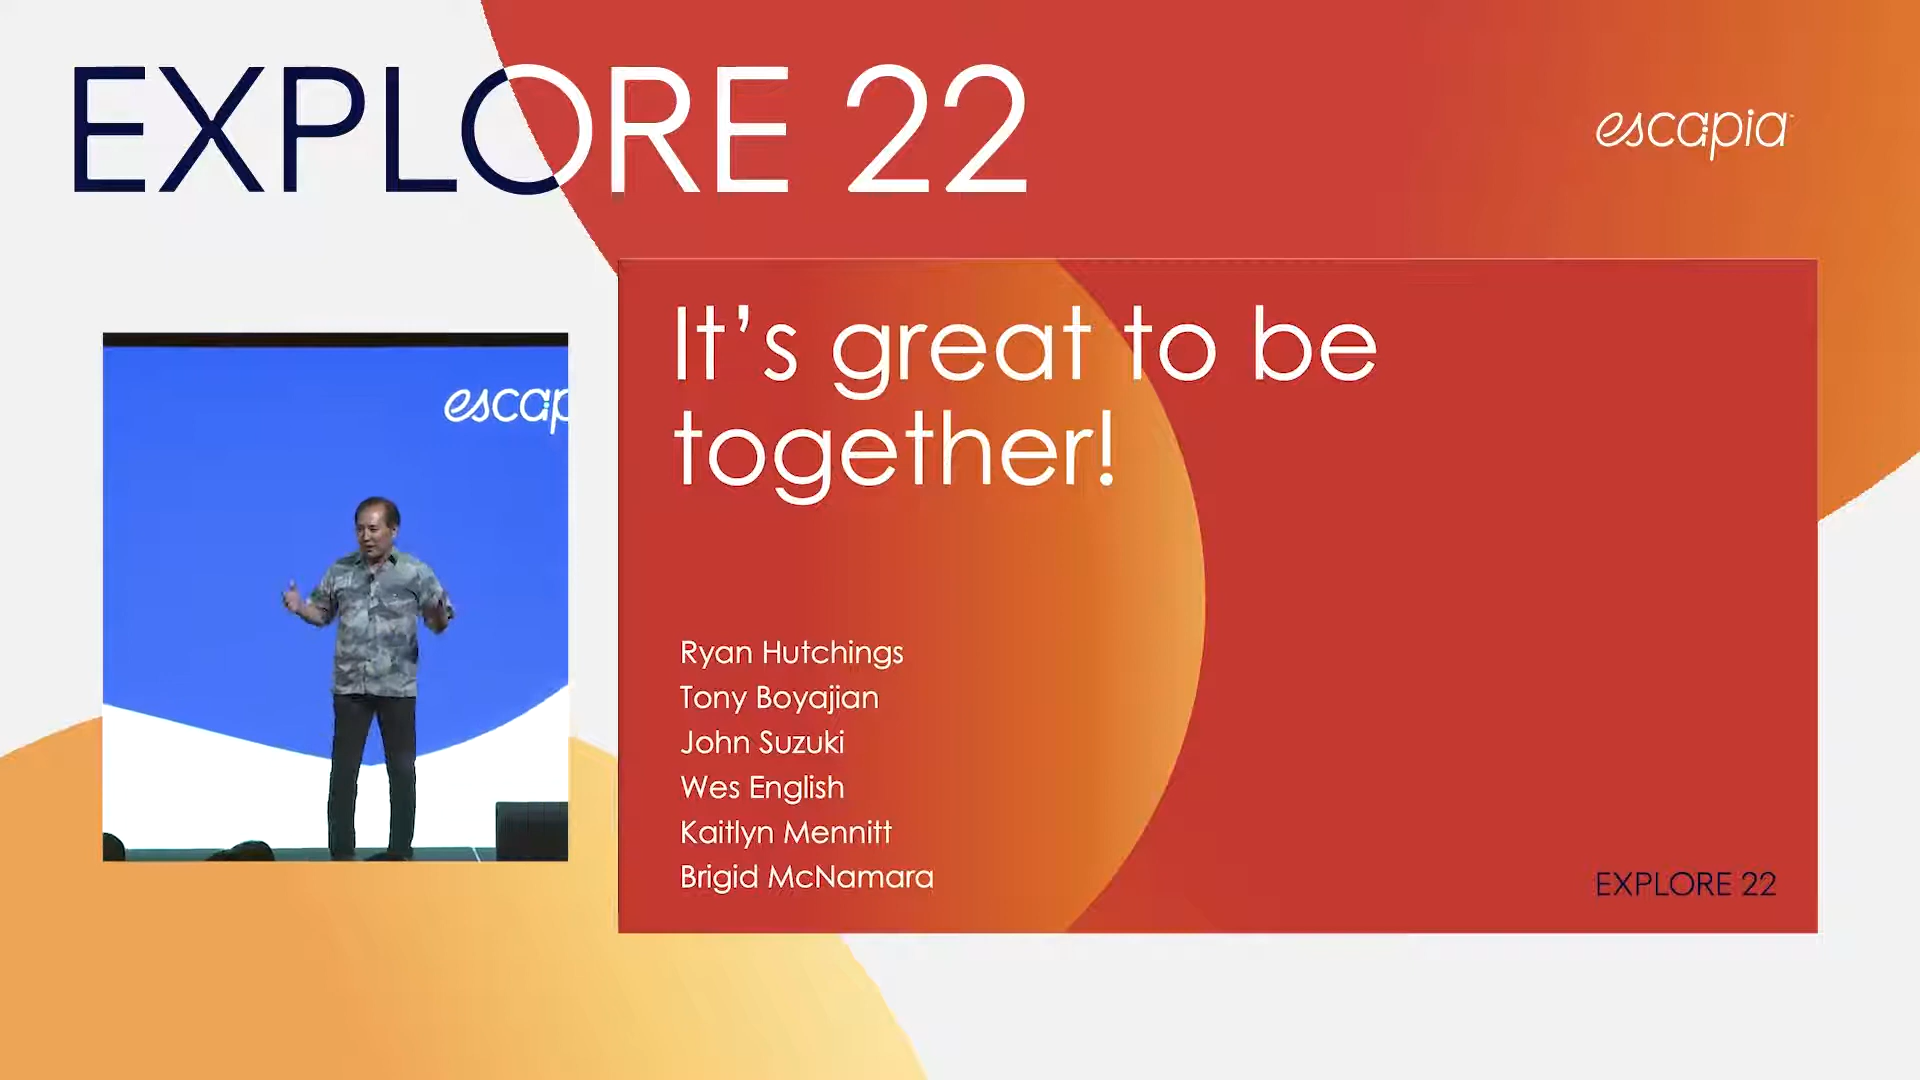 EXPLORE 22
escapia
escap
It’s great to be
together!
Ryan Hutchings
Tony Boyajian
John Suzuki
Wes English
Kaitlyn Mennitt
Brigid McNamara
EXPLORE 22